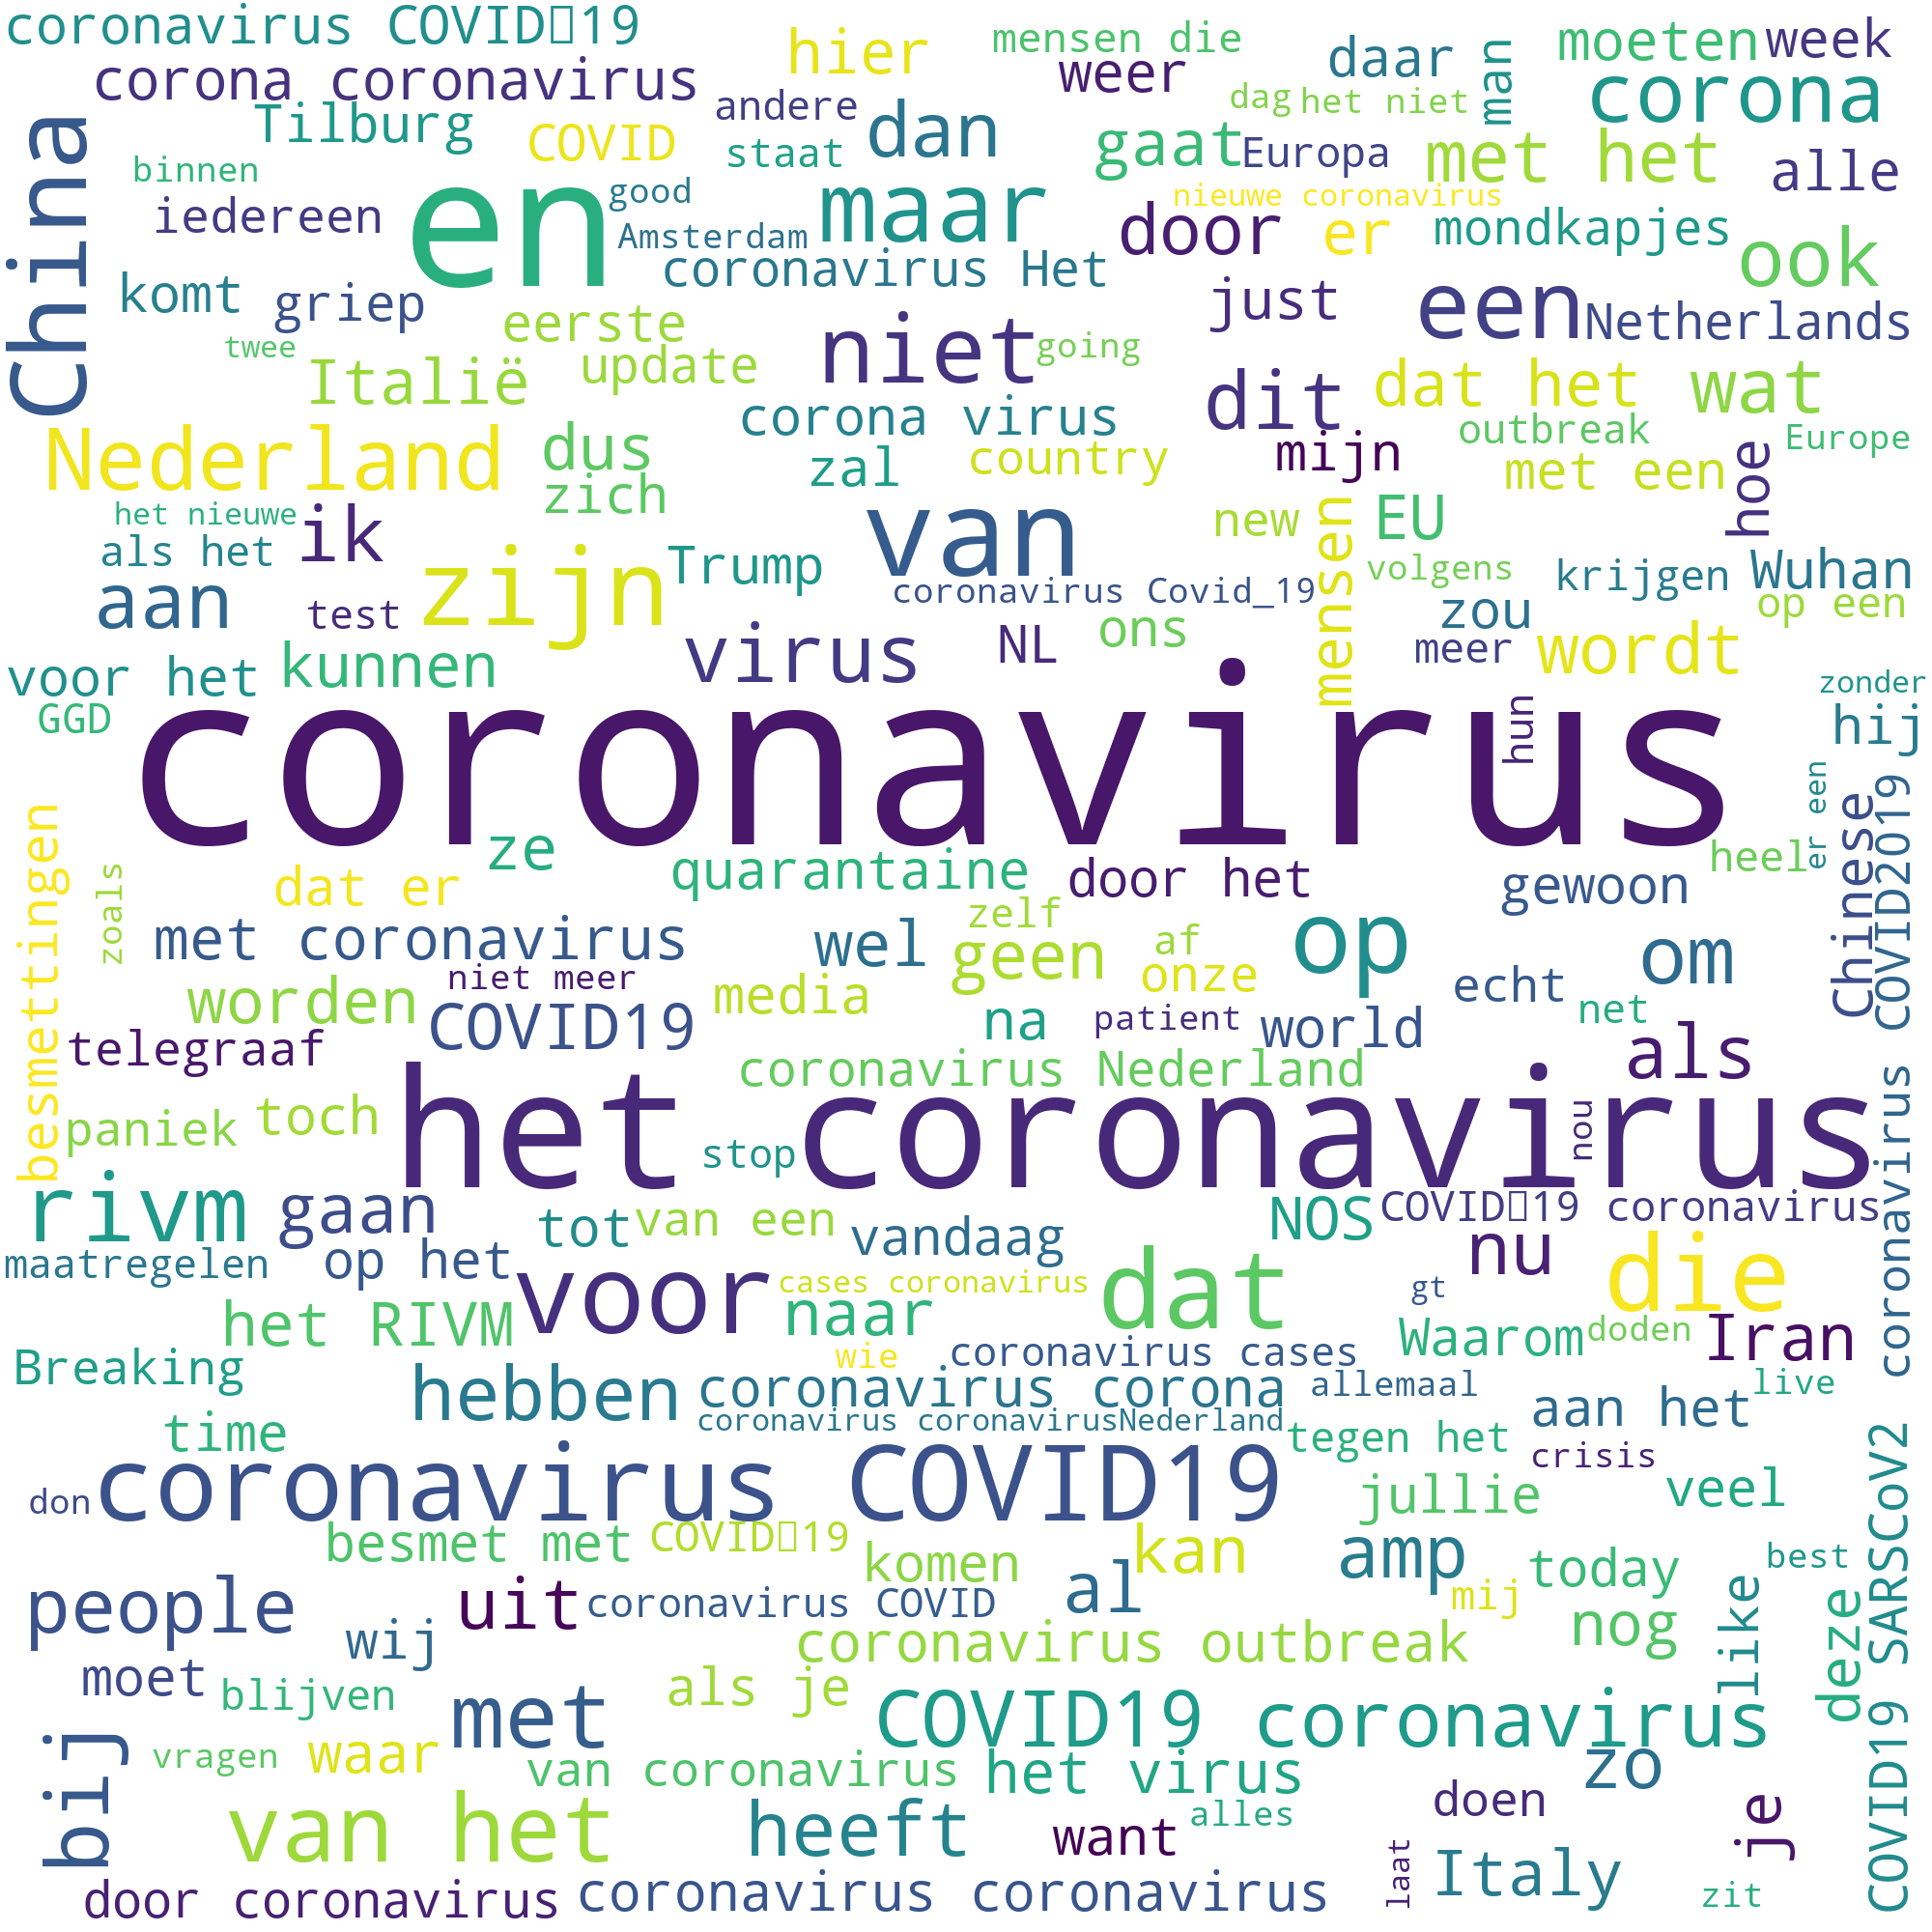 coronavirus COVID▯19
hier
mensen die
weer
daar
man
moeten
week
corona coronavirus
andere
dag
het niet
corona
China
Tilburg
COVID
staat
dan
gaat
Europa
met het
alle
binnen
iedereen
en
good
Amsterdam
maar
nieuwe coronavirus
door
er
mondkapjes
ook
coronavirus Het
komt
griep
eerste
just
een
Netherlands
twee
Italië
update
niet
going
dit
dat het
wat
corona virus
outbreak
Europe
Nederland
dus
zal
country
mijn
met een
hoe
zich
het nieuwe
als het
ik
van
new
mensen
EU
Trump
volgens
krijgen
Wuhan
aan
test
zijn
coronavirus Covid_19
zou
op een
virus
NL
ons
meer
wordt
voor het
kunnen
zonder
GGD
coronavirus
hun
hij
er een
Chinese
coronavirus COVID2019
besmettingen
zoals
ze
quarantaine
door het
heel
dat er
gewoon
met coronavirus
wel
zelf
geen
af
onze
op
om
niet meer
echt
worden
COVID19
media
na
patient
world
net
telegraaf
coronavirus Nederland
als
paniek
toch
het coronavirus
nou
stop
rivm
gaan
tot
van een
vandaag
NOS
COVID▯19 coronavirus
nu
maatregelen
op het
voor
cases coronavirus
dat
gt
die
het RIVM
naar
Waarom
doden
Iran
Breaking
wie
coronavirus cases
hebben
coronavirus corona
allemaal
live
aan het
time
coronavirus coronavirusNederland
tegen het
crisis
don
coronavirus COVID19
jullie
veel
besmet met
COVID▯19
komen
kan
amp
today
best
people
uit
coronavirus COVID
al
mij
like
nog
deze
COVID19 SARSCoV2
wij
coronavirus outbreak
moet
blijven
als je
met
COVID19 coronavirus
bij
vragen
waar
van coronavirus
het virus
zo
van het
heeft
want
alles
doen
je
door coronavirus
coronavirus coronavirus
laat
Italy
zit